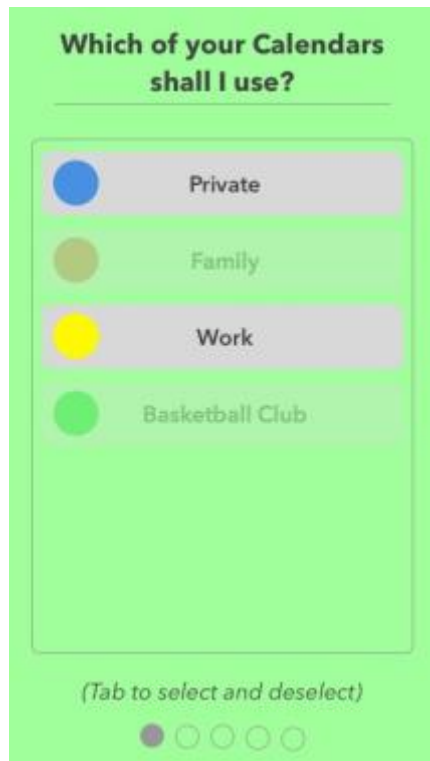 Which of your Calendars
shall I use?
Private
Family
Work
Basketball Club
(Tab to select and deselect)